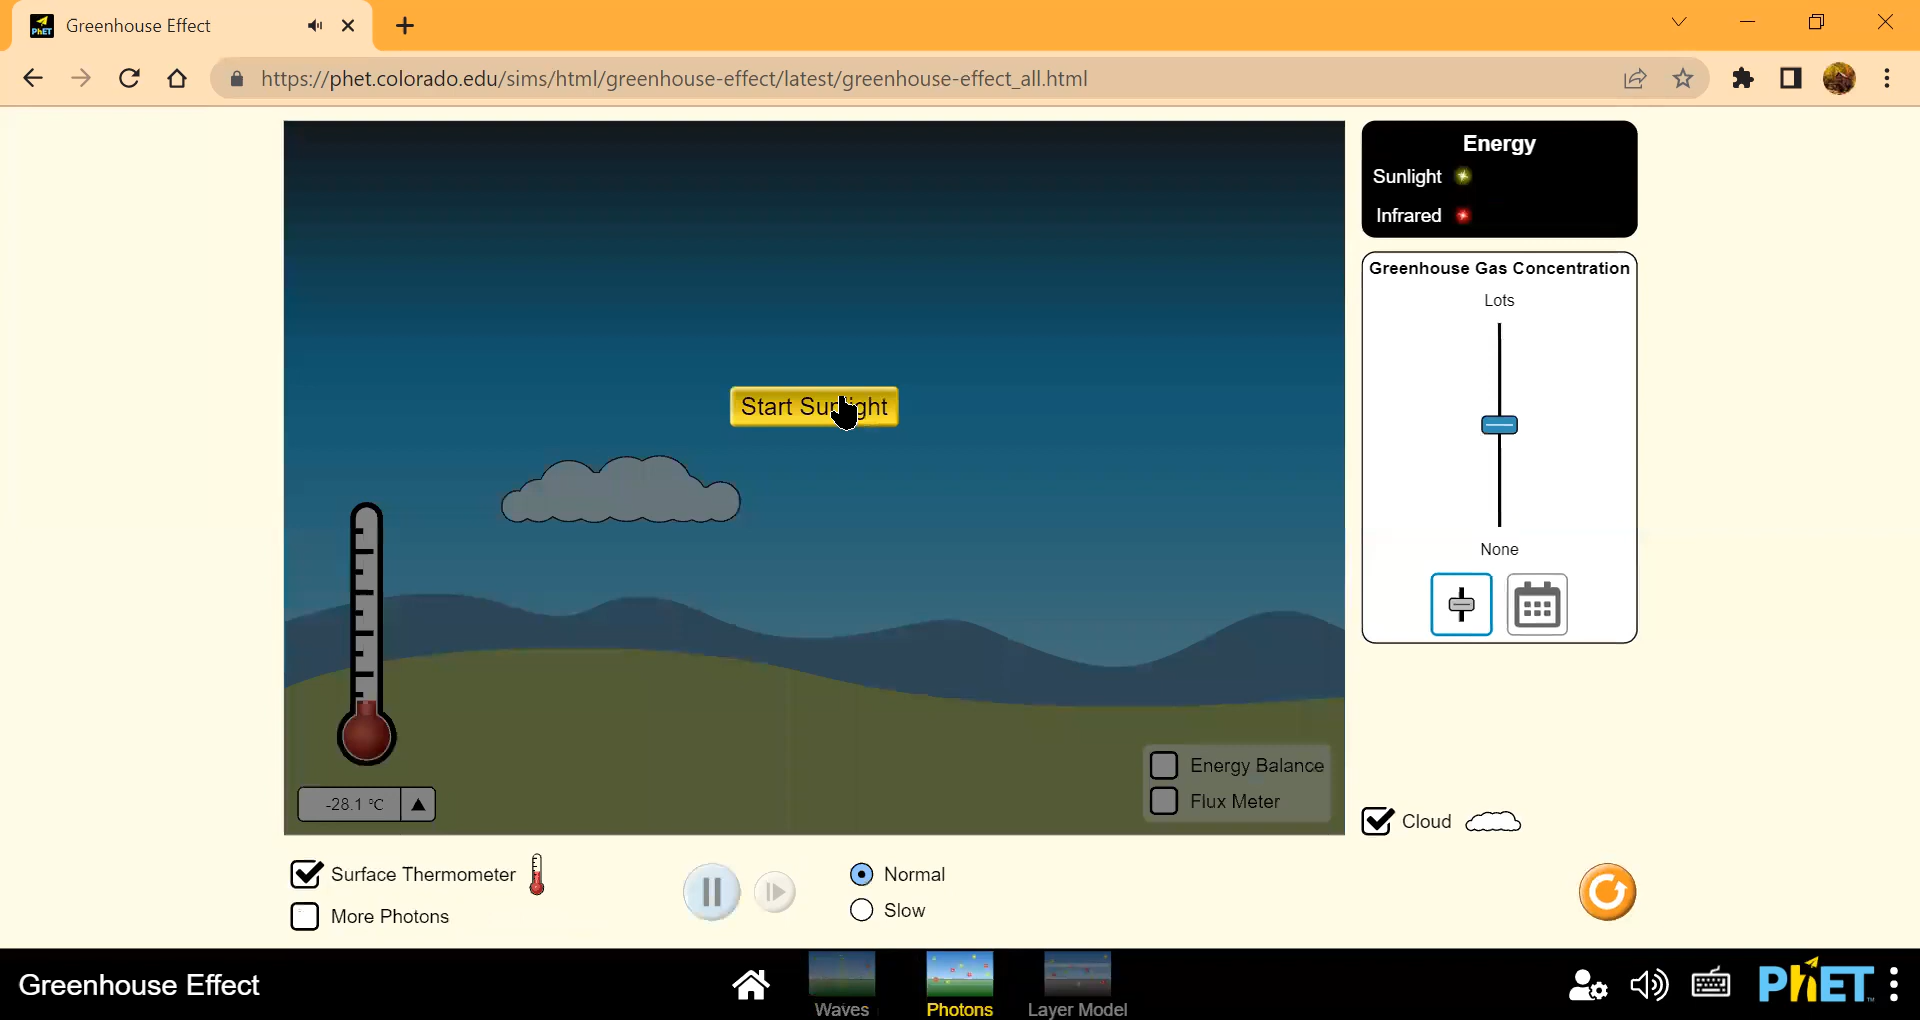 Greenhouse Effect
https://phet.colorado.edu/sims/html/greenhouse-effect/latest/greenhouse-effect_all.html
Energy
Sunlight
Infrared
Greenhouse Gas Concentration
Lots
None
Start Sunlight
-28.1 °C
Energy Balance
Flux Meter
Cloud
Surface Thermometer
More Photons
Normal
Slow
Greenhouse Effect
Waves
Photons
Layer Model
PhET